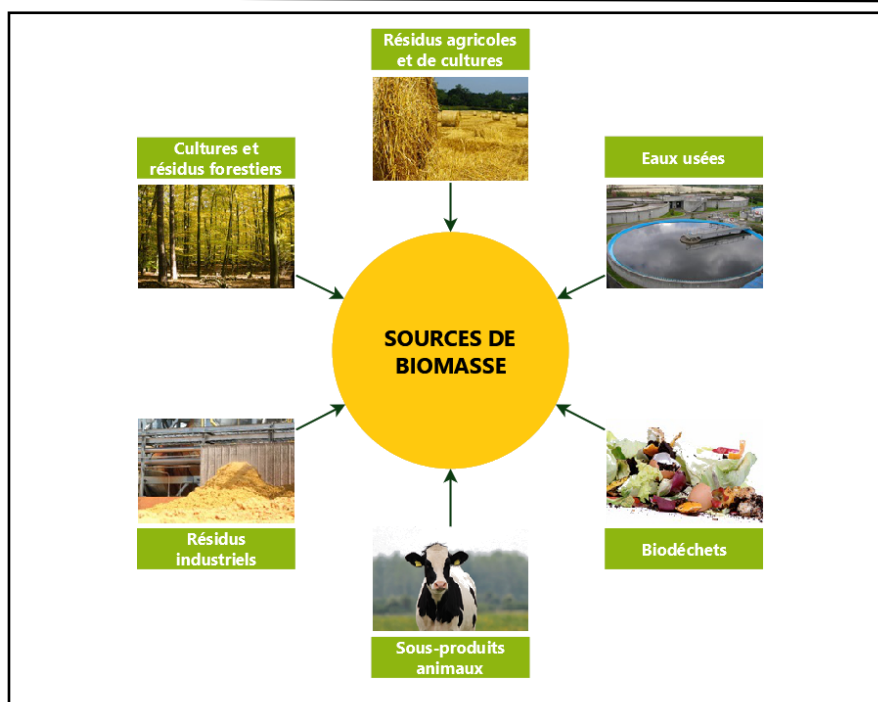 Résidus agricoles
et de cultures
Cultures et
résidus forestiers
Eaux usées
SOURCES DE
BIOMASSE
Résidus
industriels
Biodéchets
Sous-produits
animaux